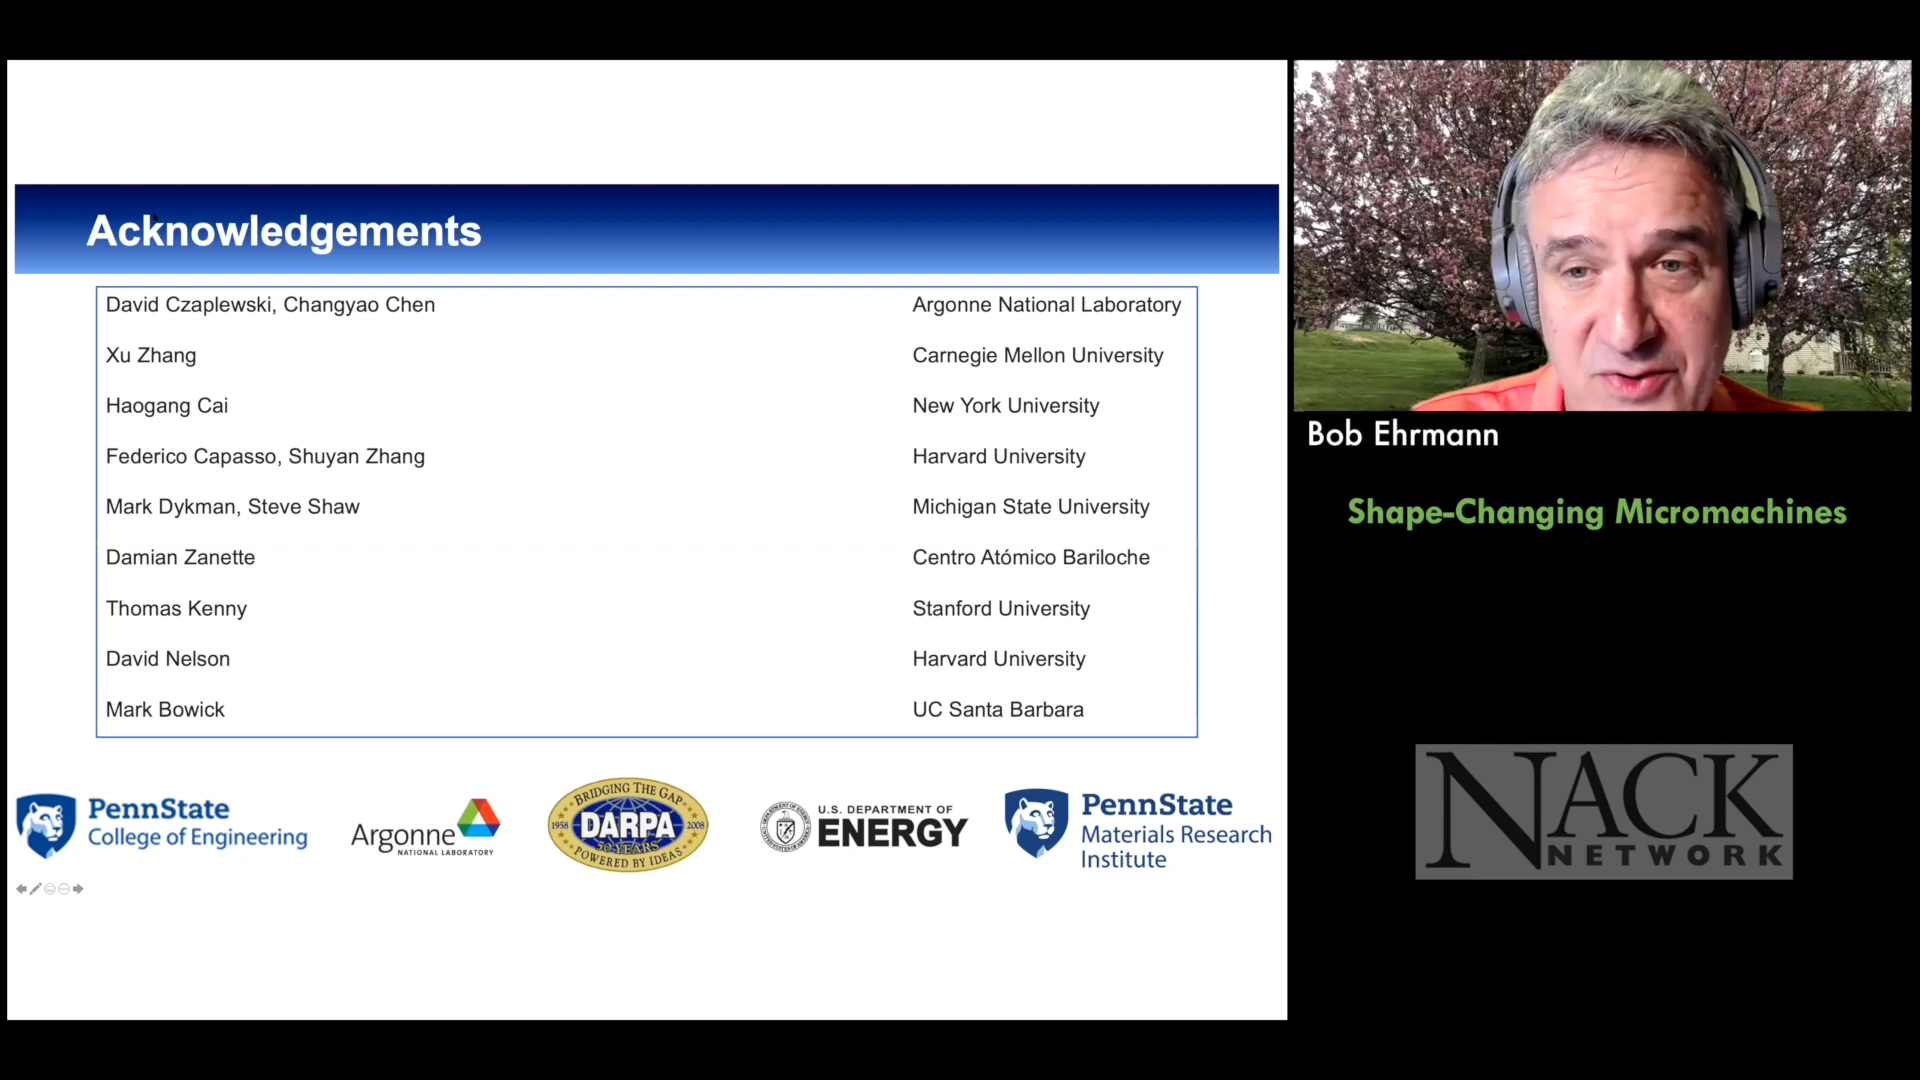 Acknowledgements
David Czaplewski, Changyao Chen Argonne National Laboratory
Xu Zhang Carnegie Mellon University
Haogang Cai New York University
Federico Capasso, Shuyan Zhang Harvard University
Mark Dykman, Steve Shaw Michigan State University
Damian Zanette Centro Atómico Bariloche
Thomas Kenny Stanford University
David Nelson Harvard University
Mark Bowick UC Santa Barbara
PennState
College of Engineering
Argonne
NATIONAL LABORATORY
BRIDGING THE GAP
1958 DARPA 2008
50 YEARS
POWERED BY IDEAS
U.S. DEPARTMENT OF
ENERGY
PennState
Materials Research
Institute
Bob Ehrmann
Shape-Changing Micromachines
NACK
NETWORK